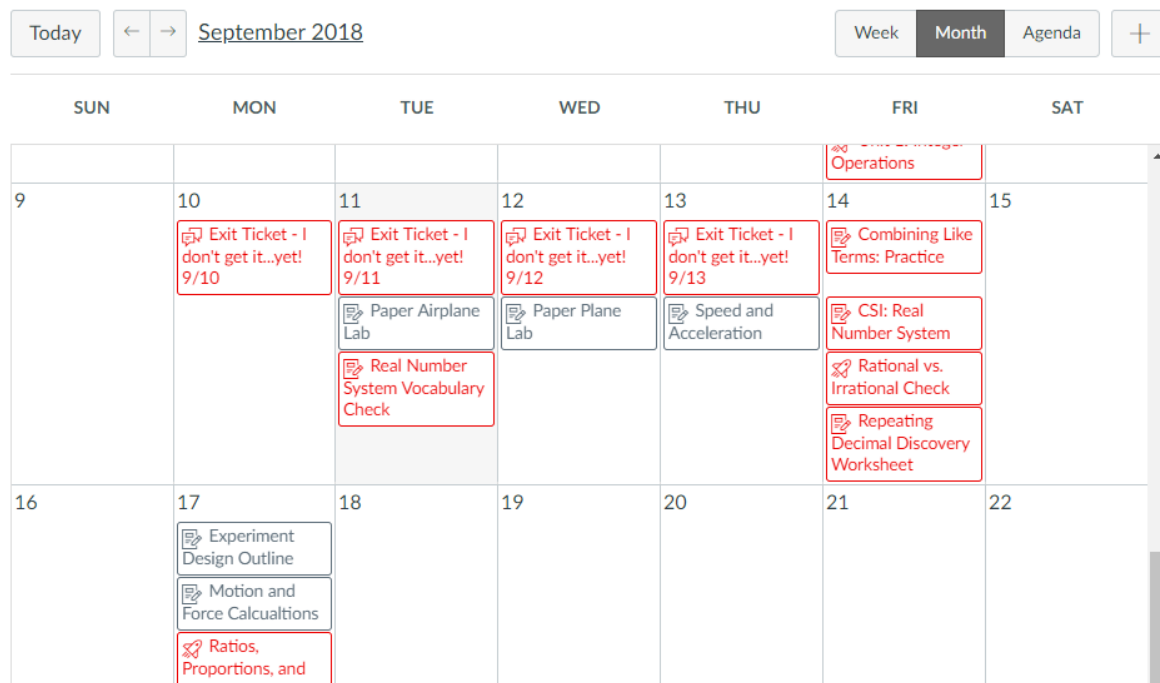 Today ← → September 2018 Week Month Agenda +
SUN MON TUE WED THU FRI SAT
Operations
9 10 11 12 13 14 15
Exit Ticket - I
don't get it...yet!
9/10
Exit Ticket - I
don't get it...yet!
9/11
Paper Airplane
Lab
Real Number
System Vocabulary
Check
Exit Ticket - I
don't get it...yet!
9/12
Paper Plane
Lab
Exit Ticket - I
don't get it...yet!
9/13
Speed and
Acceleration
Combining Like
Terms: Practice
CSI: Real
Number System
Rational vs.
Irrational Check
Repeating
Decimal Discovery
Worksheet
16 17 18 19 20 21 22
Experiment
Design Outline
Motion and
Force Calcualtions
Ratios,
Proportions, and